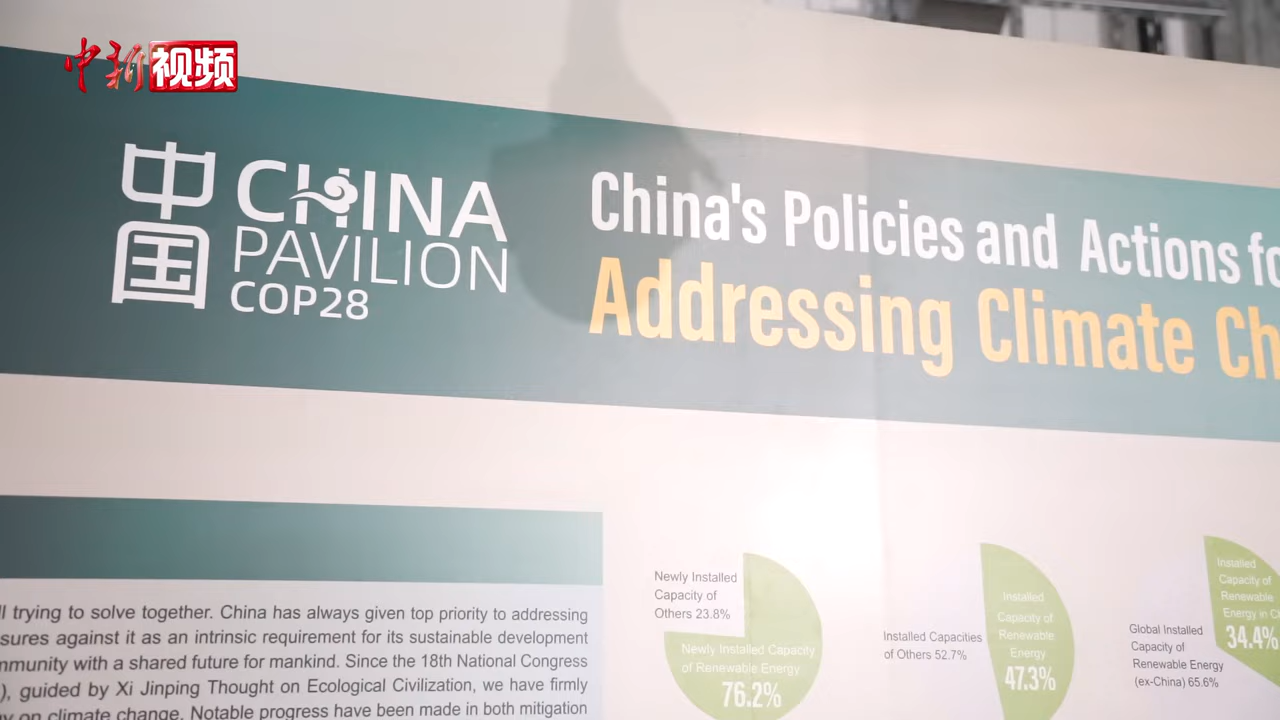 中新视频
中国
CHINA
PAVILION
COP28
China's Policies and Actions fo
Addressing Climate Ch
trying to solve together. China has always given top priority to addressing
sures against it as an intrinsic requirement for its sustainable development
mmunity with a shared future for mankind. Since the 18th National Congress
), guided by Xi Jinping Thought on Ecological Civilization, we have firmly
on climate change. Notable progress have been made in both mitigation
Newly Installed
Capacity of
Others 23.8%
Newly Installed Capacity
of Renewable Energy
76.2%
Installed Capacities
of Others 52.7%
Installed
Capacity of
Renewable
Energy
47.3%
Global Installed
Capacity of
Renewable Energy
(ex-China) 65.6%
Installed
Capacity of
Renewable
Energy in Ch
34.4%